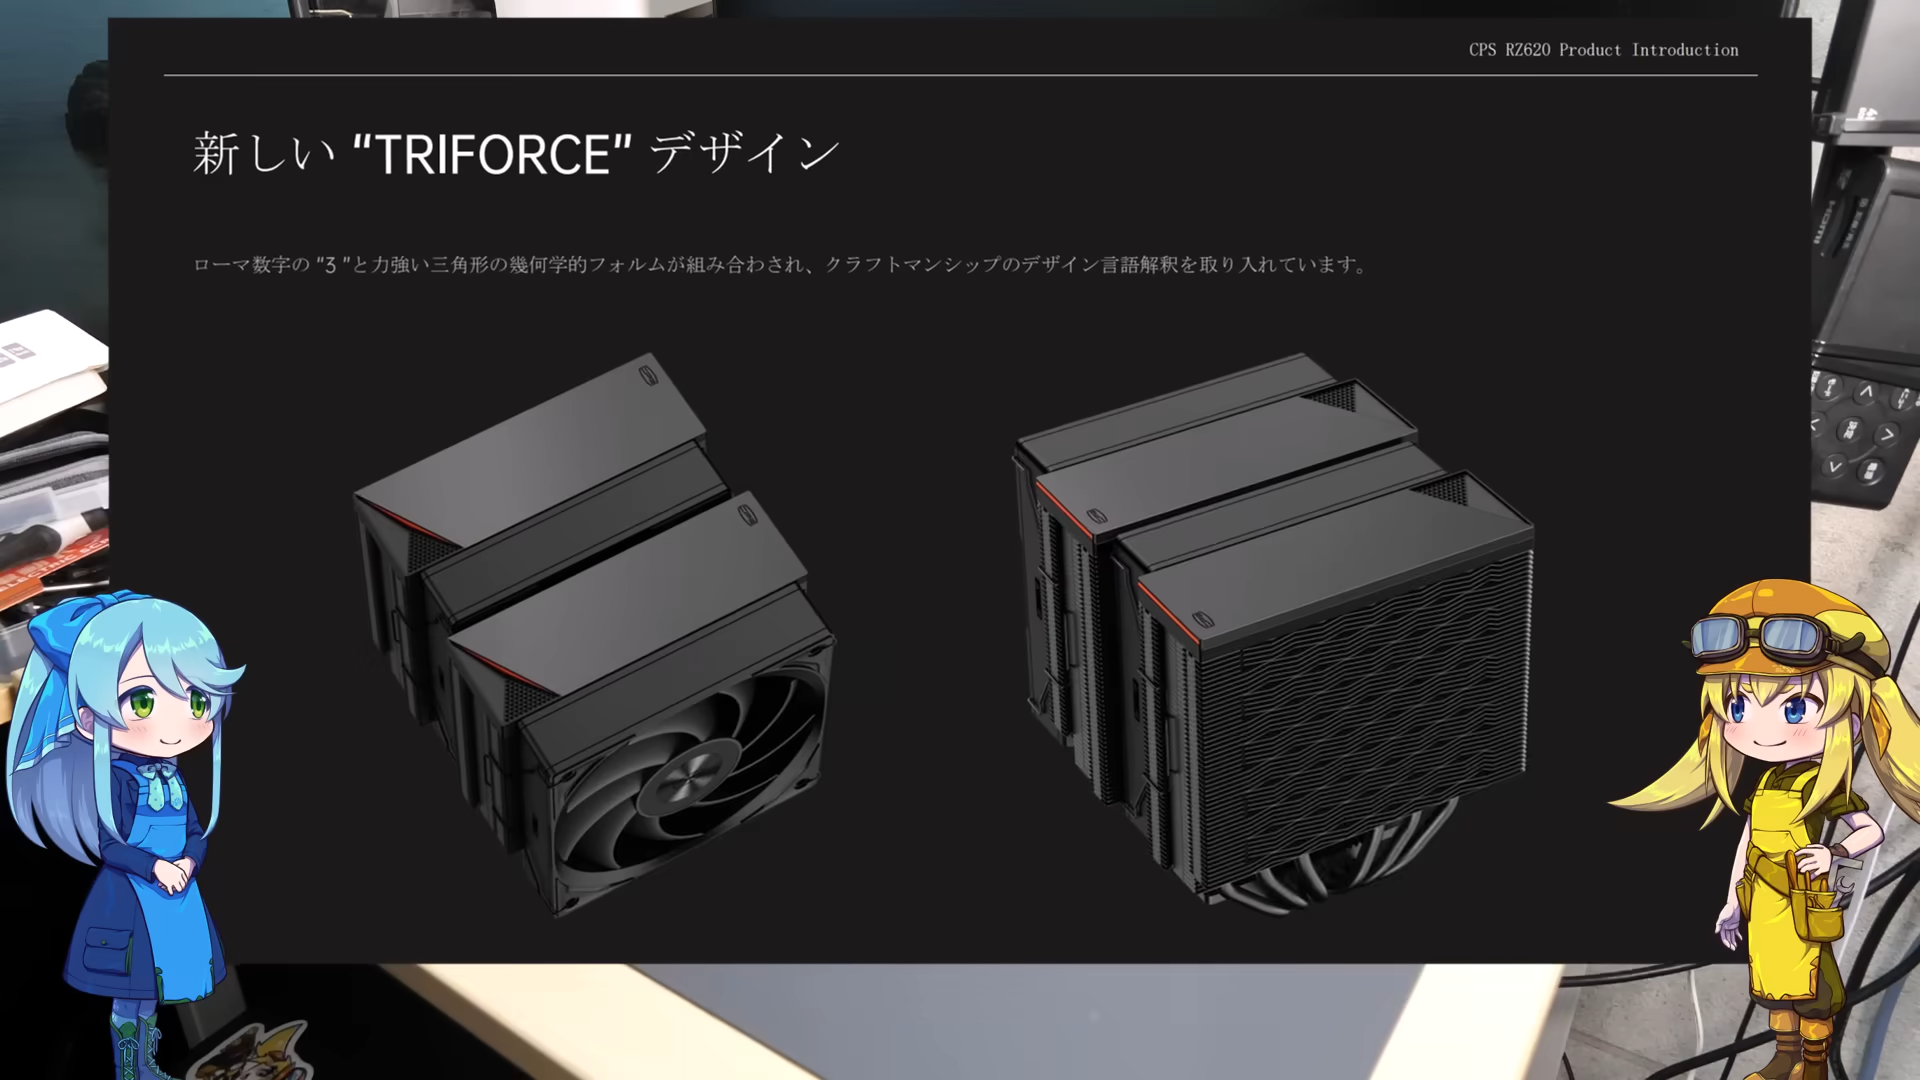 CPS RZ620 Product Introduction
新しい "TRIFORCE" デザイン
ローマ数字の "3 "と力強い三角形の幾何学的フォルムが組み合わされ、クラフトマンシップのデザイン言語解釈を取り入れています。